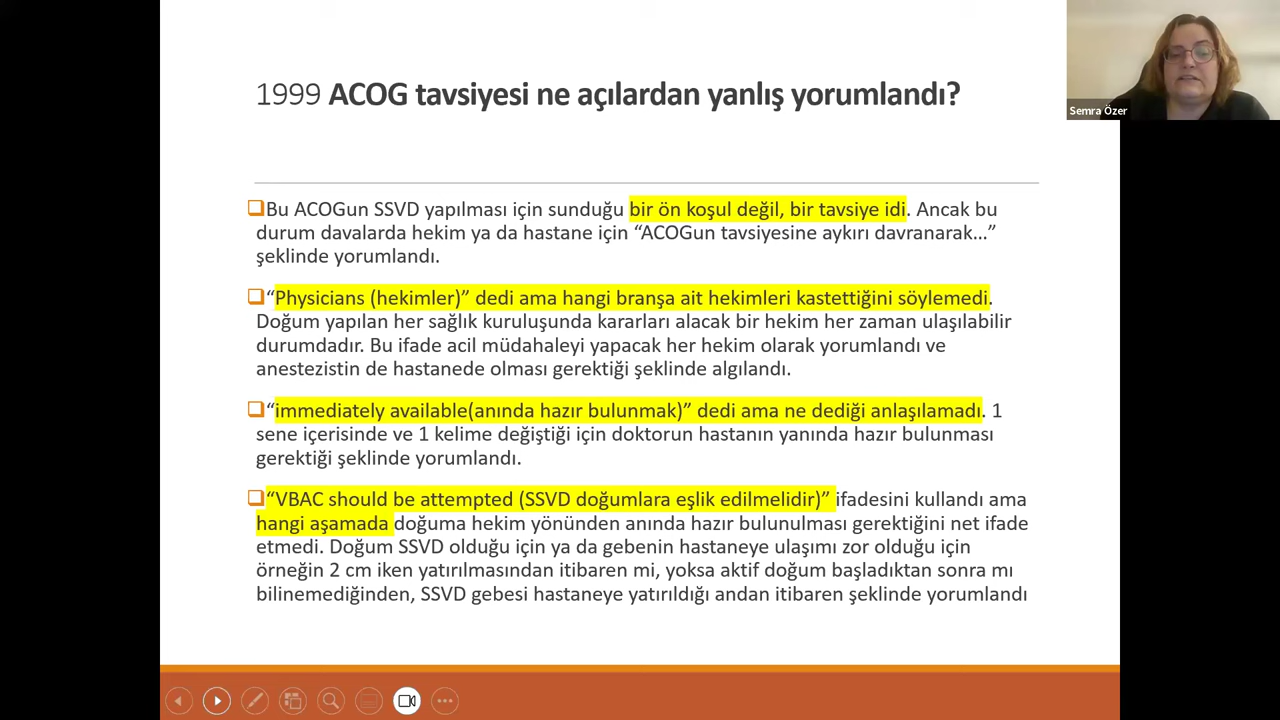 1999 ACOG tavsiyesi ne açılardan yanlış yorumlandı?
Semra Özer
Bu ACOGun SSVD yapılması için sunduğu bir ön koşul değil, bir tavsiye idi. Ancak bu
durum davalarda hekim ya da hastane için “ACOGun tavsiyesine aykırı davranarak...”
şeklinde yorumlandı.
“Physicians (hekimler)” dedi ama hangi branşa ait hekimleri kastettiğini söylemedi.
Doğum yapılan her sağlık kuruluşunda kararları alacak bir hekim her zaman ulaşılabilir
durumdadır. Bu ifade acil müdahaleyi yapacak her hekim olarak yorumlandı ve
anestezistin de hastanede olması gerektiği şeklinde algılandı.
“immediately available(anında hazır bulunmak)” dedi ama ne dediği anlaşılamadı. 1
sene içerisinde ve 1 kelime değiştiği için doktorun hastanın yanında hazır bulunması
gerektiği şeklinde yorumlandı.
“VBAC should be attempted (SSVD doğumlara eşlik edilmelidir)” ifadesini kullandı ama
hangi aşamada doğuma hekim yönünden anında hazır bulunulması gerektiğini net ifade
etmedi. Doğum SSVD olduğu için ya da gebenin hastaneye ulaşımı zor olduğu için
örneğin 2 cm iken yatırılmasından itibaren mi, yoksa aktif doğum başladıktan sonra mı
bilinemediğinden, SSVD gebesi hastaneye yatırıldığı andan itibaren şeklinde yorumlandı